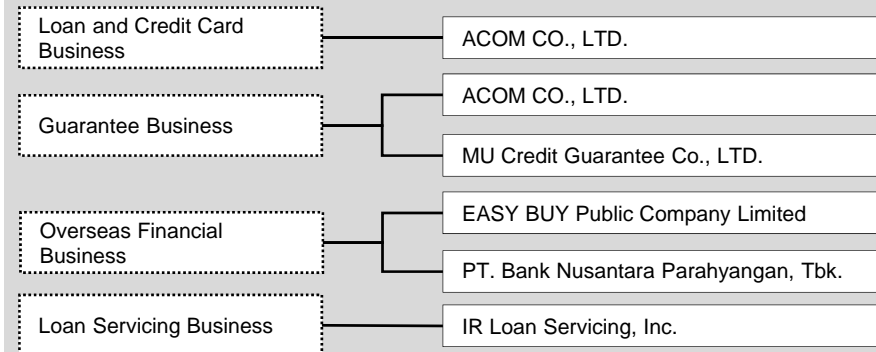 Loan and Credit Card
Business
ACOM CO., LTD.
Guarantee Business
ACOM CO., LTD.
MU Credit Guarantee Co., LTD.
Overseas Financial
Business
EASY BUY Public Company Limited
PT. Bank Nusantara Parahyangan, Tbk.
Loan Servicing Business
IR Loan Servicing, Inc.